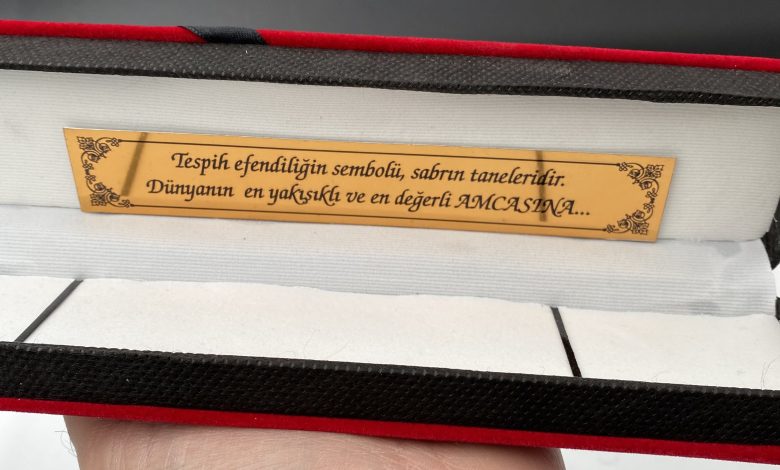 Tespih efendiliğin sembolü, sabrın taneleridir.
Dünyanın en yakışıklı ve en değerli AMCASINA...